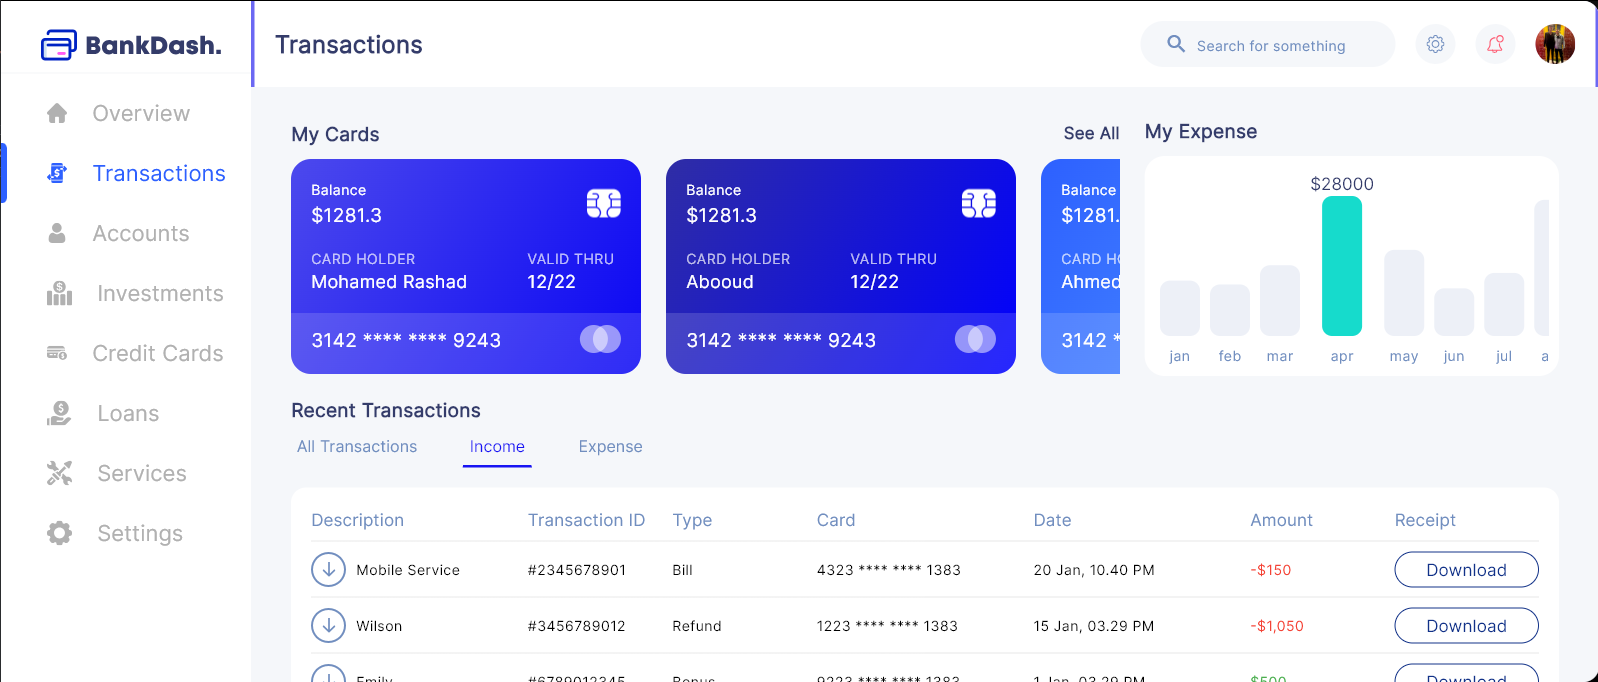 BankDash.
Transactions
Search for something
Overview
Transactions
Accounts
Investments
Credit Cards
Loans
Services
Settings
My Cards
See All
Balance
$1281.3
CARD HOLDER VALID THRU
Mohamed Rashad 12/22
3142 **** **** 9243
Balance
$1281.3
CARD HOLDER VALID THRU
Abooud 12/22
3142 **** **** 9243
Balance
$1281.
CARD HO
Ahmed
3142 *
My Expense
$28000
jan feb mar apr may jun jul a
Recent Transactions
All Transactions Income Expense
Description Transaction ID Type Card Date Amount Receipt
Mobile Service #2345678901 Bill 4323 **** **** 1383 20 Jan, 10.40 PM -$150 Download
Wilson #3456789012 Refund 1223 **** **** 1383 15 Jan, 03.29 PM -$1,050 Download
Emily #6789012345 Bonus 9223 **** **** 1383 1 Jan, 03.29 PM $500 Download